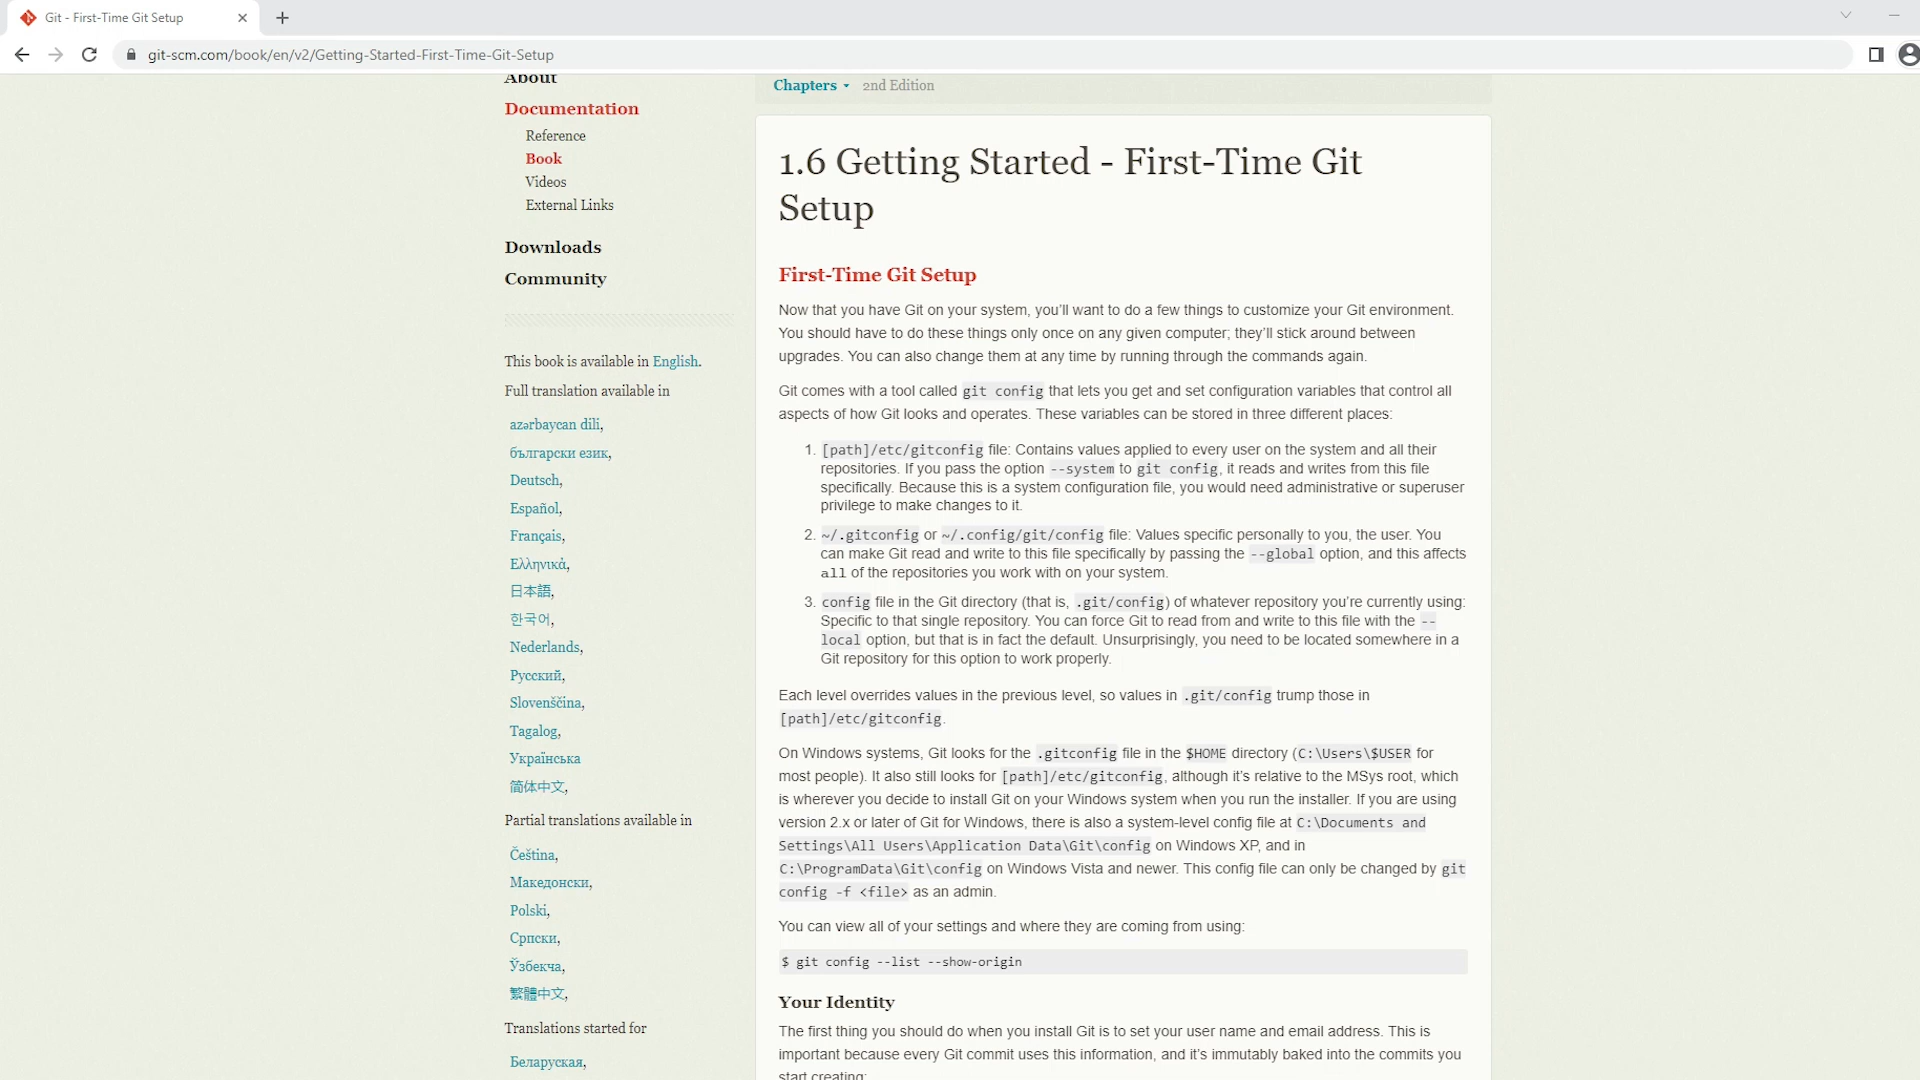 Git - First-Time Git Setup
git-scm.com/book/en/v2/Getting-Started-First-Time-Git-Setup
About
Documentation
Reference
Book
Videos
External Links
Downloads
Community
This book is available in English.
Full translation available in
azərbaycan dili,
български език,
Deutsch,
Español,
Français,
Ελληνικά,
日本語,
한국어,
Nederlands,
Русский,
Slovenščina,
Tagalog,
Українська
简体中文,
Partial translations available in
Čeština,
Македонски,
Polski,
Српски,
Ўзбекча,
繁體中文,
Translations started for
Беларуская,
Chapters 2nd Edition
1.6 Getting Started - First-Time Git
Setup
First-Time Git Setup
Now that you have Git on your system, you’ll want to do a few things to customize your Git environment.
You should have to do these things only once on any given computer; they’ll stick around between
upgrades. You can also change them at any time by running through the commands again.
Git comes with a tool called git config that lets you get and set configuration variables that control all
aspects of how Git looks and operates. These variables can be stored in three different places:
1. [path]/etc/gitconfig file: Contains values applied to every user on the system and all their
repositories. If you pass the option --system to git config, it reads and writes from this file
specifically. Because this is a system configuration file, you would need administrative or superuser
privilege to make changes to it.
2. ~/.gitconfig or ~/.config/git/config file: Values specific personally to you, the user. You
can make Git read and write to this file specifically by passing the --global option, and this affects
all of the repositories you work with on your system.
3. config file in the Git directory (that is, .git/config) of whatever repository you’re currently using:
Specific to that single repository. You can force Git to read from and write to this file with the --
local option, but that is in fact the default. Unsurprisingly, you need to be located somewhere in a
Git repository for this option to work properly.
Each level overrides values in the previous level, so values in .git/config trump those in
[path]/etc/gitconfig.
On Windows systems, Git looks for the .gitconfig file in the $HOME directory (C:\Users\$USER for
most people). It also still looks for [path]/etc/gitconfig, although it’s relative to the MSys root, which
is wherever you decide to install Git on your Windows system when you run the installer. If you are using
version 2.x or later of Git for Windows, there is also a system-level config file at C:\Documents and
Settings\All Users\Application Data\Git\config on Windows XP, and in
C:\ProgramData\Git\config on Windows Vista and newer. This config file can only be changed by git
config -f <file> as an admin.
You can view all of your settings and where they are coming from using:
$ git config --list --show-origin
Your Identity
The first thing you should do when you install Git is to set your user name and email address. This is
important because every Git commit uses this information, and it’s immutably baked into the commits you
start creating: